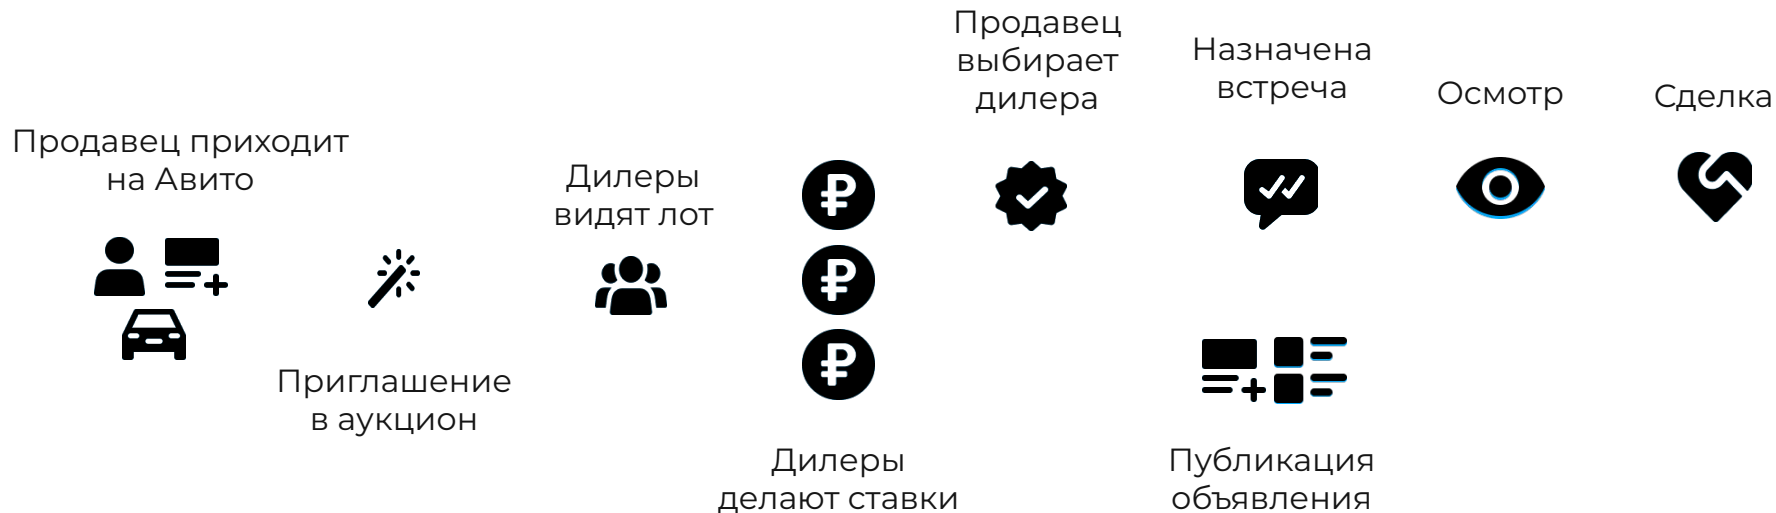 Продавец приходит
на Авито
Приглашение
в аукцион
Дилеры
видят лот
Дилеры
делают ставки
Продавец
выбирает
дилера
Назначена
встреча
Публикация
объявления
Осмотр
Сделка